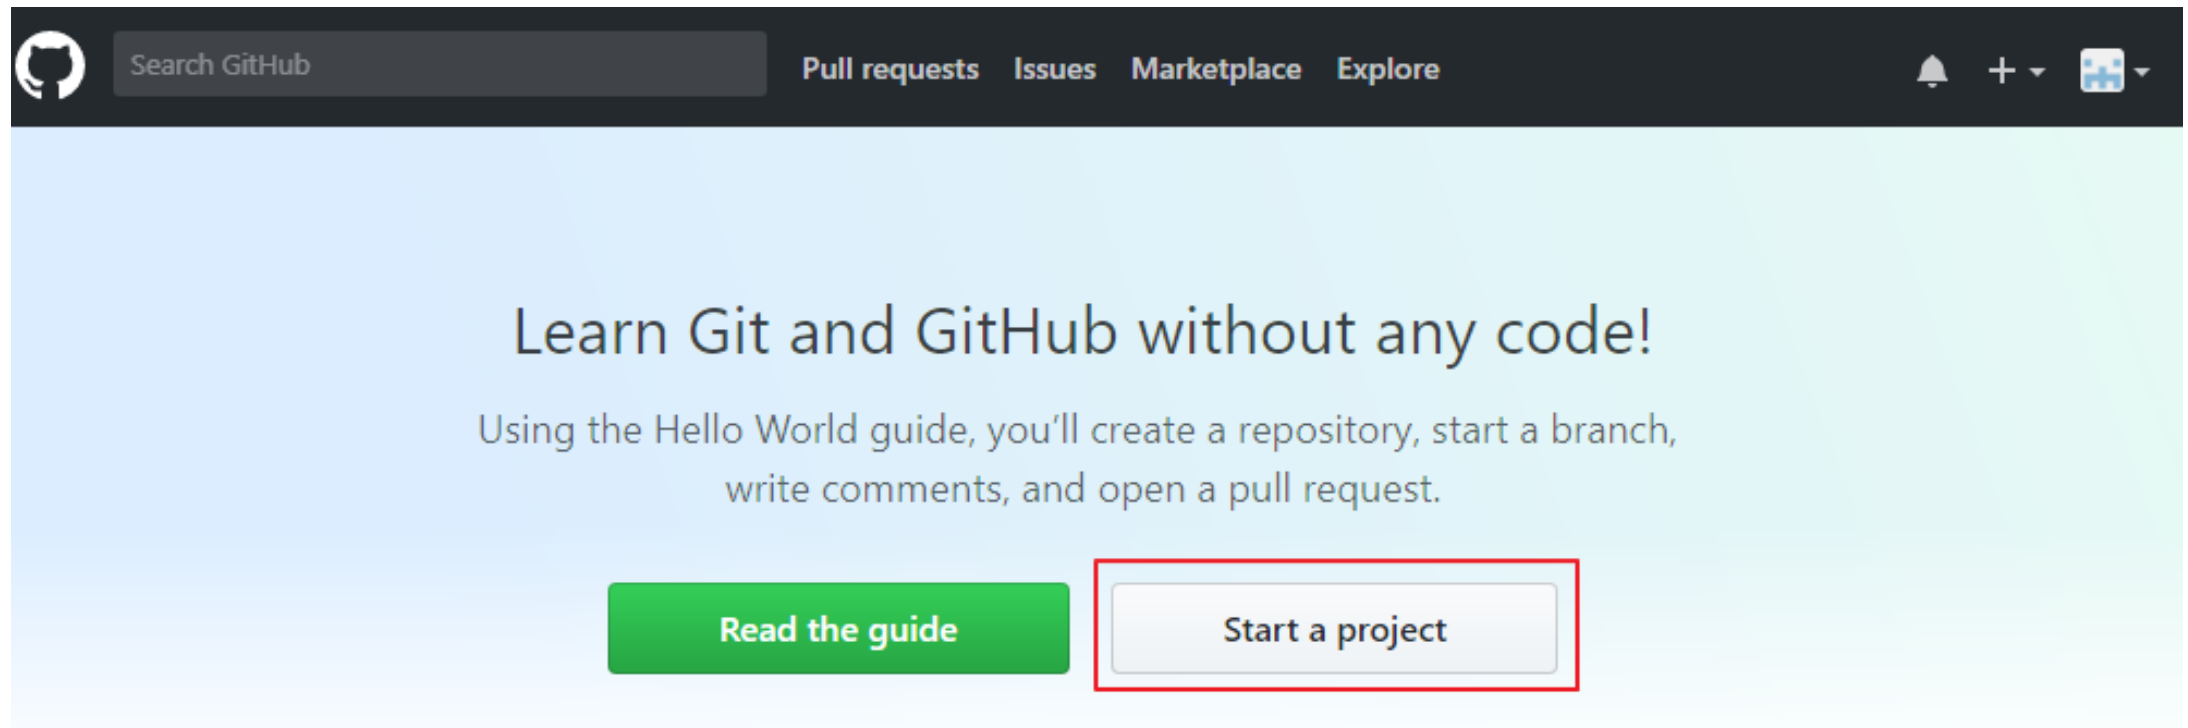 Search GitHub
Pull requests Issues Marketplace Explore
Learn Git and GitHub without any code!
Using the Hello World guide, you’ll create a repository, start a branch,
write comments, and open a pull request.
Read the guide
Start a project